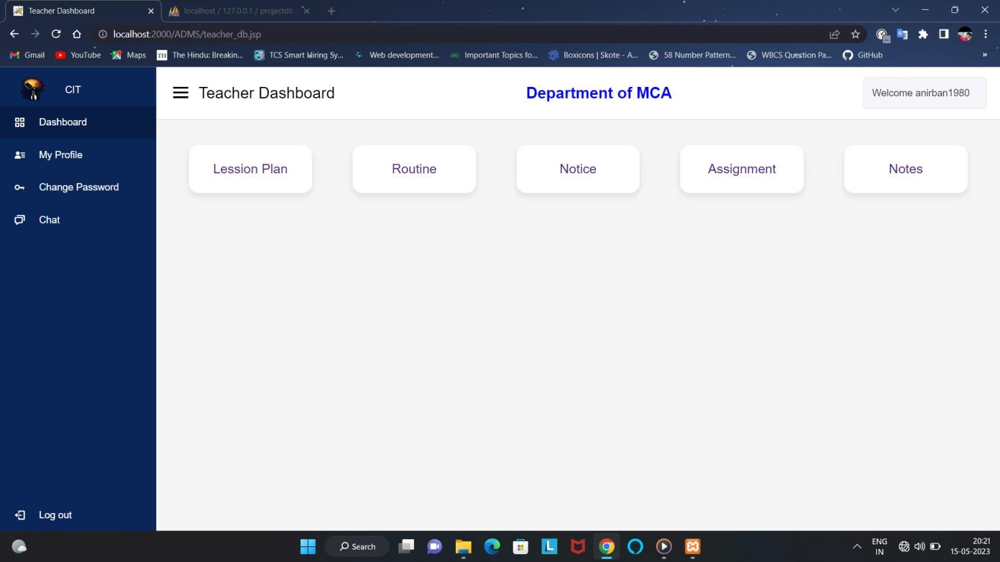 Teacher Dashboard
localhost / 127.0.0.1 / projectdb
localhost:2000/ADMS/teacher_db.jsp
Gmail YouTube Maps TH The Hindu: Breakin... TCS Smart Hiring Sy... Web development... Important Topics fo... Boxicons | Skote - A... 58 Number Pattern... WBCS Question Pa... GitHub »
CIT
Teacher Dashboard
Department of MCA
Welcome anirban1980
Dashboard
My Profile
Change Password
Chat
Lession Plan
Routine
Notice
Assignment
Notes
Log out
Search
L
ENG
IN
20:21
15-05-2023